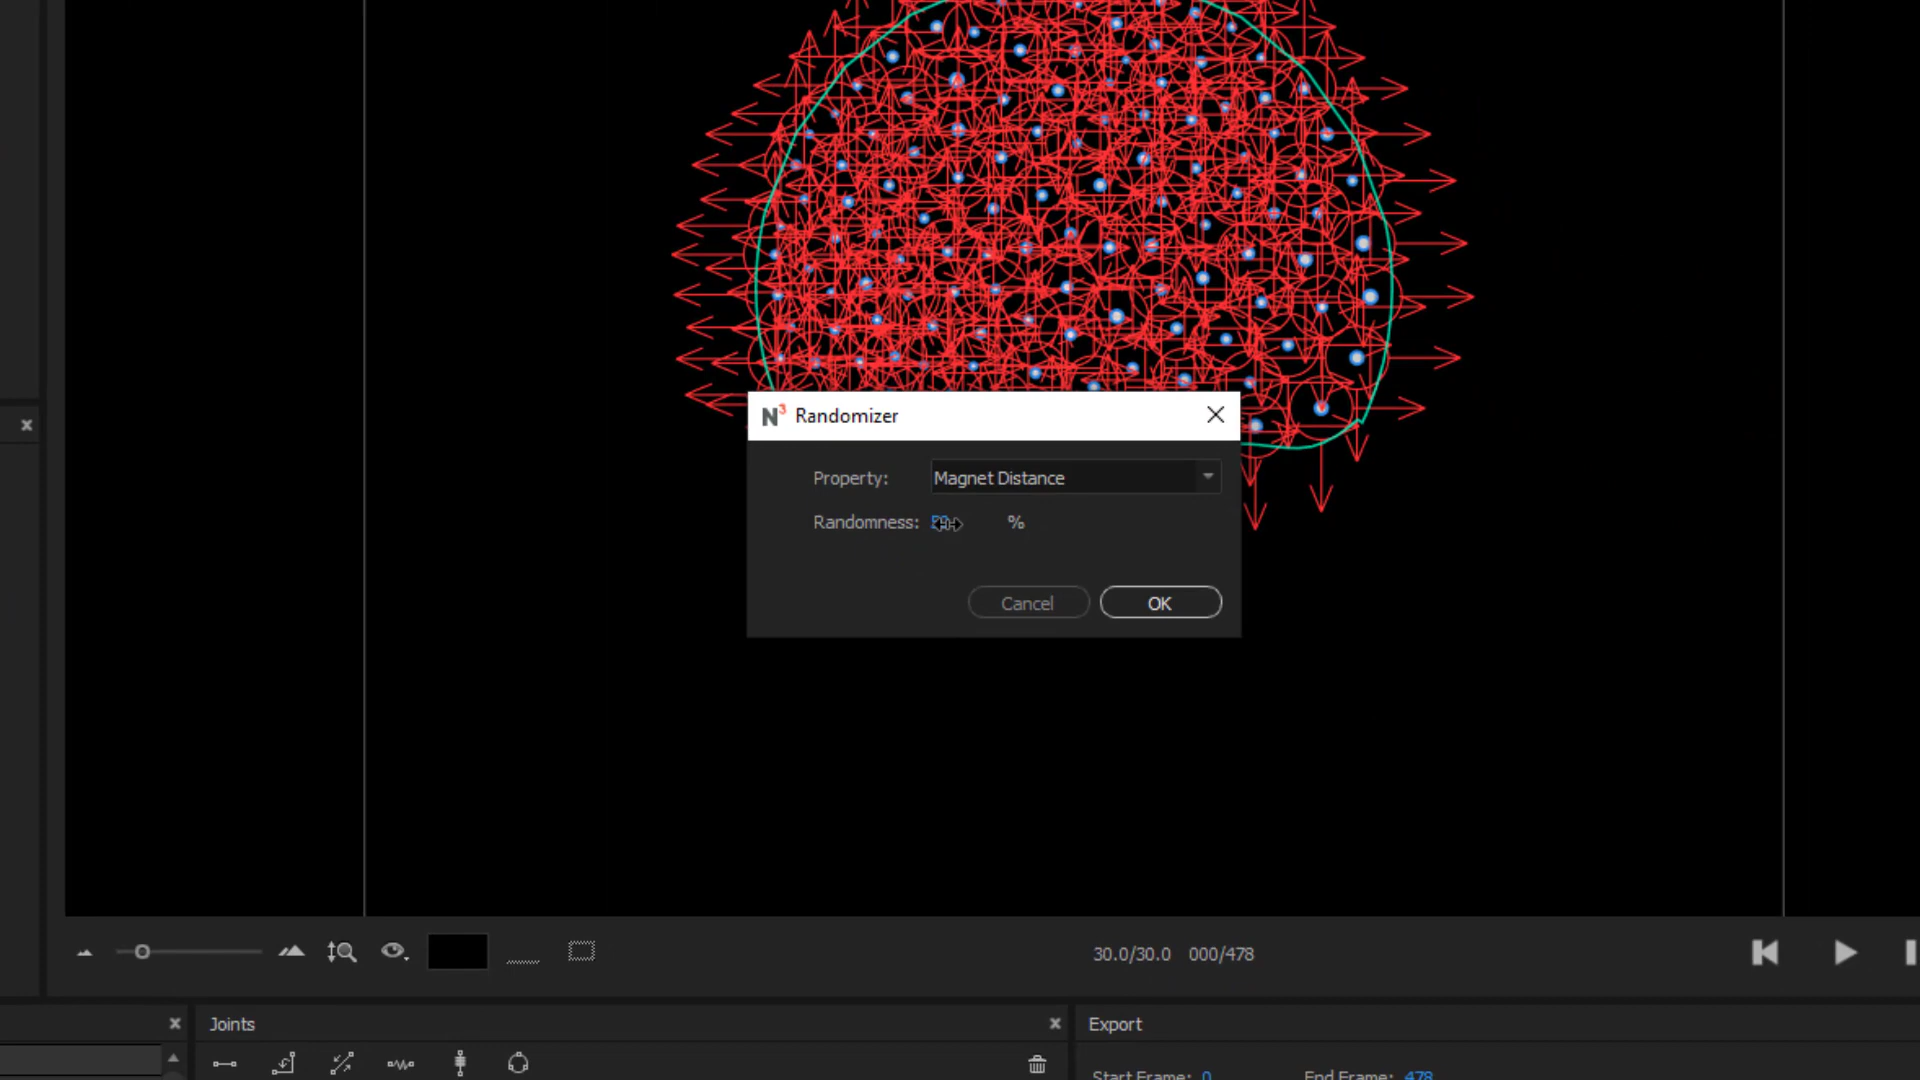 N³ Randomizer
Property: Magnet Distance
Randomness: %
Cancel OK
30.0/30.0 000/478
Joints
Export
Start Frame: 0 End Frame: 478